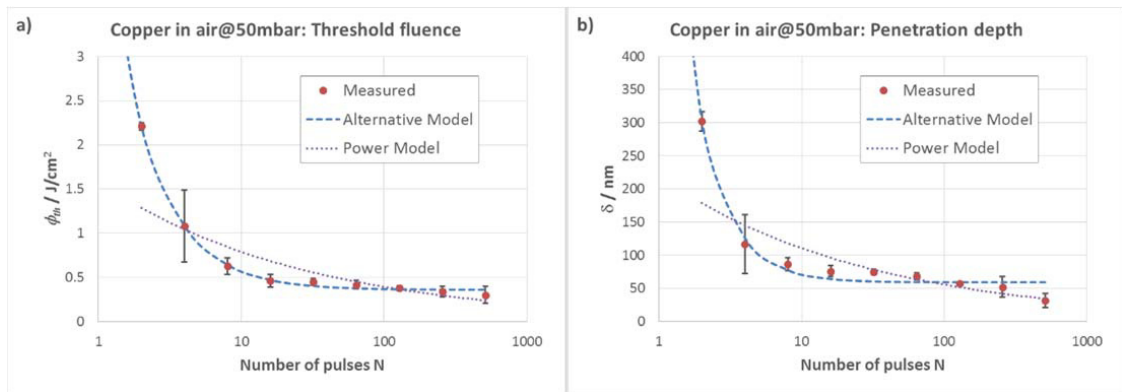 a)
Copper in air@50mbar: Threshold fluence
3
2.5
2
1.5
1
0.5
0
ϕth / J/cm²
Measured
Alternative Model
Power Model
1
10
100
1000
Number of pulses N
b)
Copper in air@50mbar: Penetration depth
400
350
300
250
200
150
100
50
0
δ / nm
Measured
Alternative Model
Power Model
1
10
100
1000
Number of pulses N